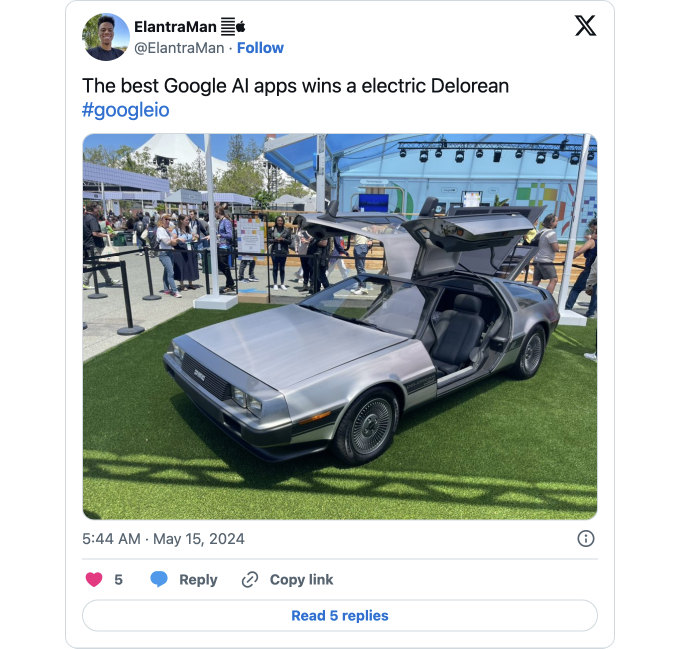 ElantraMan
@ElantraMan · Follow
The best Google AI apps wins a electric Delorean
#googleio
5:44 AM · May 15, 2024
5
Reply
Copy link
Read 5 replies